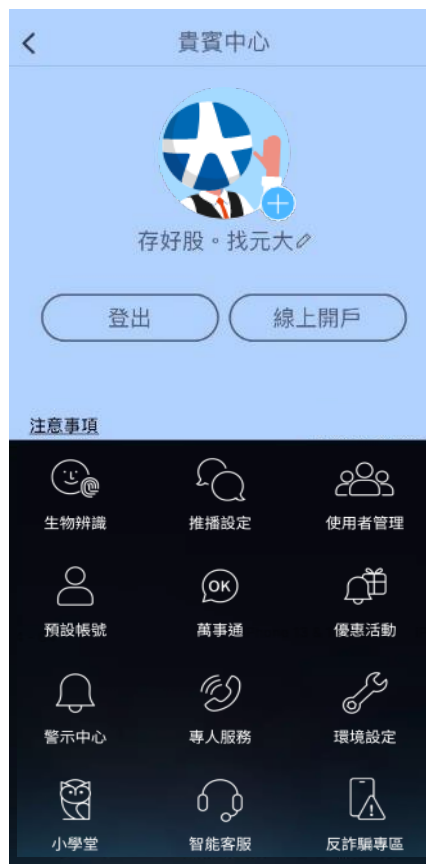 貴賓中心
存好股。找元大
登出
線上開戶
注意事項
生物辨識
推播設定
使用者管理
預設帳號
OK
萬事通
優惠活動
警示中心
專人服務
環境設定
小學堂
智能客服
反詐騙專區